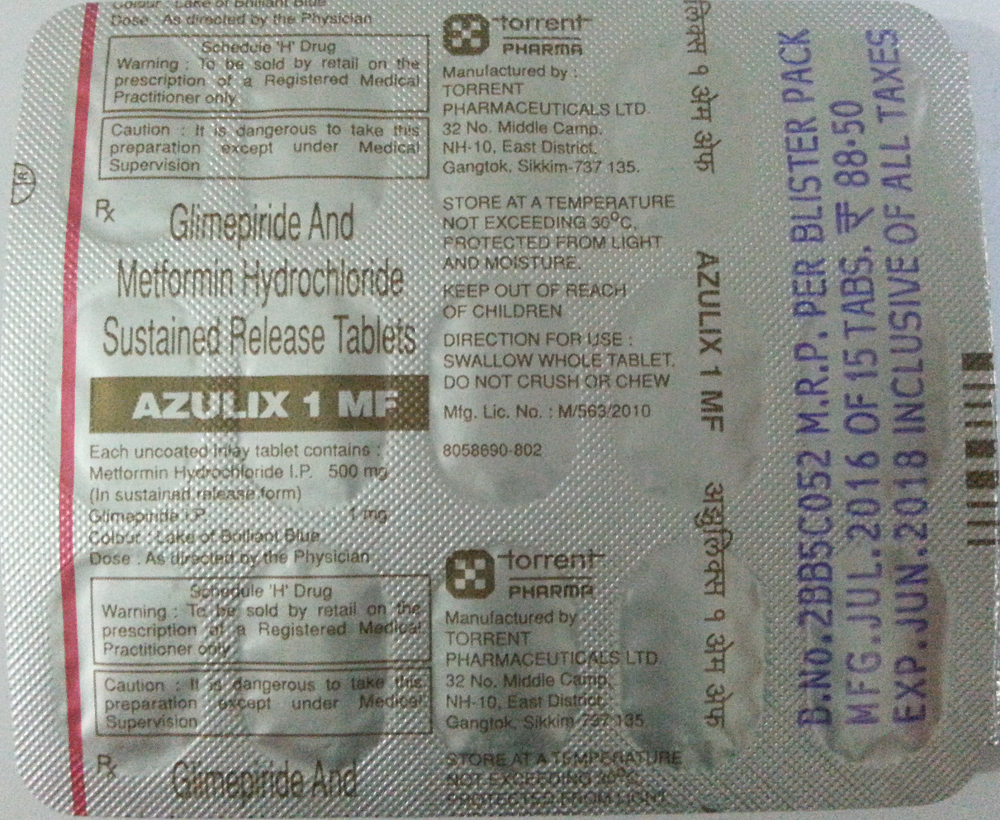 Colour : Lake of Brilliant Blue
Dose : As directed by the Physician
Schedule 'H' Drug
Warning : To be sold by retail on the
prescription of a Registered Medical
Practitioner only
Caution : It is dangerous to take this
preparation except under Medical
Supervision
Rx
Glimepiride And
Metformin Hydrochloride
Sustained Release Tablets
AZULIX 1 MF
Each uncoated trilay tablet contains :
Metformin Hydrochloride I.P. 500 mg
(In sustained release form)
Glimepiride I.P. 1 mg
Colour : Lake of Brilliant Blue
Dose : As directed by the Physician
Schedule 'H' Drug
Warning : To be sold by retail on the
prescription of a Registered Medical
Practitioner only
Caution : It is dangerous to take this
preparation except under Medical
Supervision
Rx
Glimepiride And
torrent
PHARMA
Manufactured by :
TORRENT
PHARMACEUTICALS LTD.
32 No. Middle Camp,
NH-10, East District,
Gangtok, Sikkim-737 135.
STORE AT A TEMPERATURE
NOT EXCEEDING 30°C,
PROTECTED FROM LIGHT
AND MOISTURE.
KEEP OUT OF REACH
OF CHILDREN
DIRECTION FOR USE :
SWALLOW WHOLE TABLET.
DO NOT CRUSH OR CHEW
Mfg. Lic. No. : M/563/2010
8058690-802
torrent
PHARMA
Manufactured by
TORRENT
PHARMACEUTICALS LTD.
32 No. Middle Camp,
NH-10, East District,
Gangtok, Sikkim-737 135.
STORE AT A TEMPERATURE
NOT EXCEEDING 30°C,
PROTECTED FROM LIGHT
१ अम अफ
AZULIX 1 MF
अझुलिक्स १ अम अफ
B.No.2BB5C052 M.R.P. PER BLISTER PACK
MFG.JUL.2016 OF 15 TABS. ₹ 88.50
EXP.JUN.2018 INCLUSIVE OF ALL TAXES